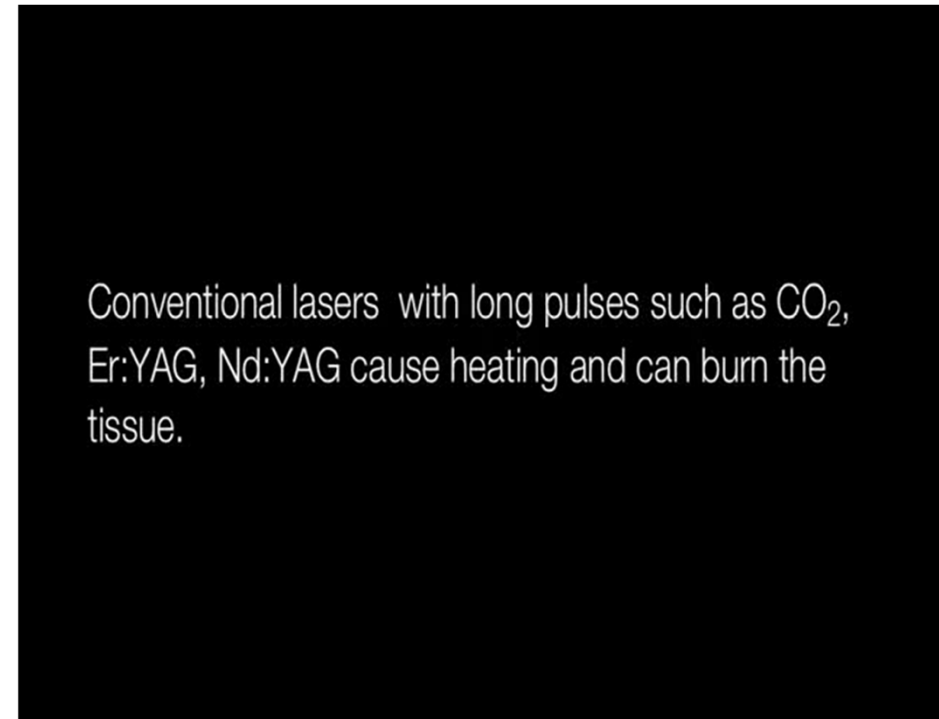 Conventional lasers  with long pulses such as CO₂,
Er:YAG, Nd:YAG cause heating and can burn the
tissue.